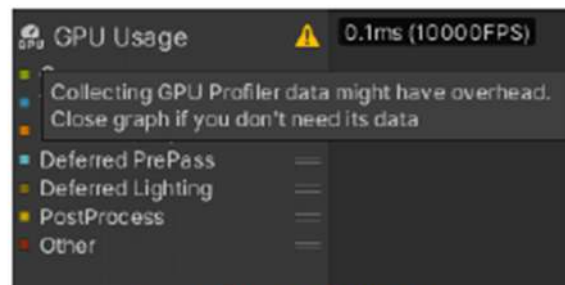 GPU Usage
0.1ms (10000FPS)
GPU
Collecting GPU Profiler data might have overhead.
Close graph if you don't need its data
Deferred PrePass
Deferred Lighting
PostProcess
Other